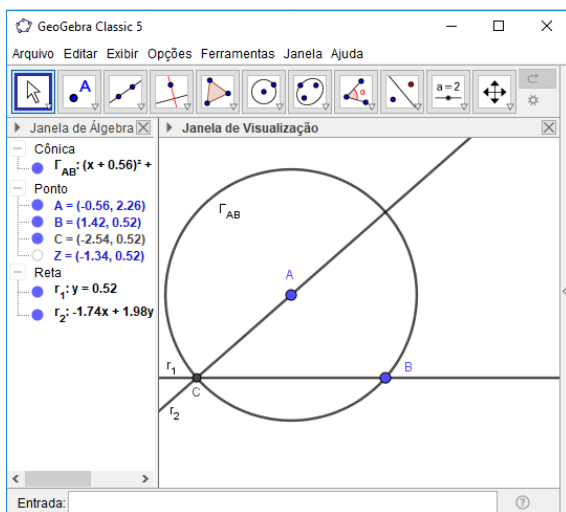 GeoGebra Classic 5
Arquivo Editar Exibir Opções Ferramentas Janela Ajuda
A
α
a=2
Janela de Álgebra
Janela de Visualização
Cônica
Γ_AB: (x + 0.56)² +
Ponto
A = (-0.56, 2.26)
B = (1.42, 0.52)
C = (-2.54, 0.52)
Z = (-1.34, 0.52)
Reta
r₁: y = 0.52
r₂: -1.74x + 1.98y
Γ_AB
A
B
r₁
C
r₂
Entrada: